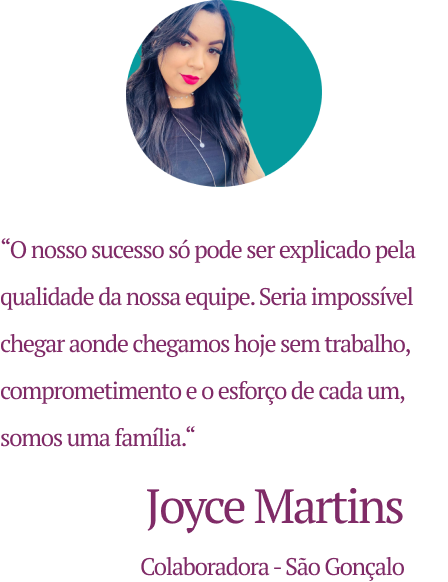 “O nosso sucesso só pode ser explicado pela
qualidade da nossa equipe. Seria impossível
chegar aonde chegamos hoje sem trabalho,
comprometimento e o esforço de cada um,
somos uma família.“
Joyce Martins
Colaboradora - São Gonçalo